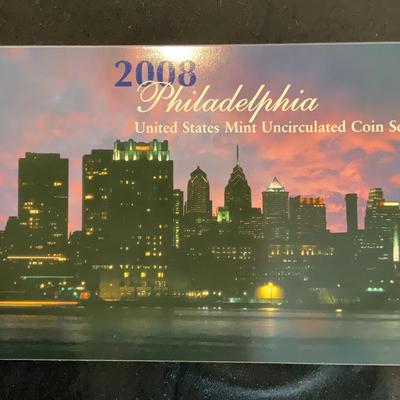 2008
Philadelphia
United States Mint Uncirculated Coin Se